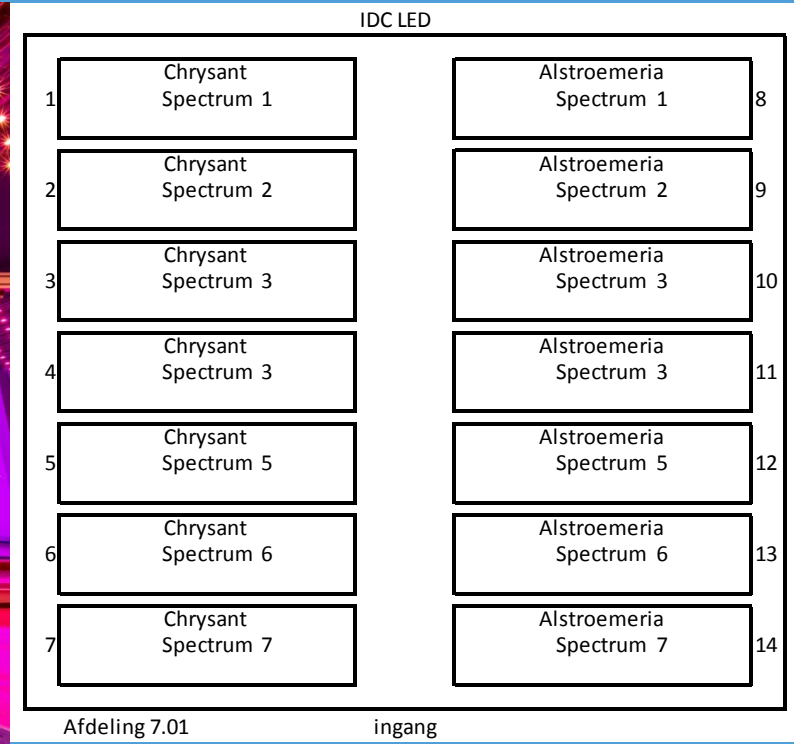 IDC LED
Chrysant
1 Spectrum 1
Alstroemeria
Spectrum 1 8
Chrysant
2 Spectrum 2
Alstroemeria
Spectrum 2 9
Chrysant
3 Spectrum 3
Alstroemeria
Spectrum 3 10
Chrysant
4 Spectrum 3
Alstroemeria
Spectrum 3 11
Chrysant
5 Spectrum 5
Alstroemeria
Spectrum 5 12
Chrysant
6 Spectrum 6
Alstroemeria
Spectrum 6 13
Chrysant
7 Spectrum 7
Alstroemeria
Spectrum 7 14
Afdeling 7.01 ingang